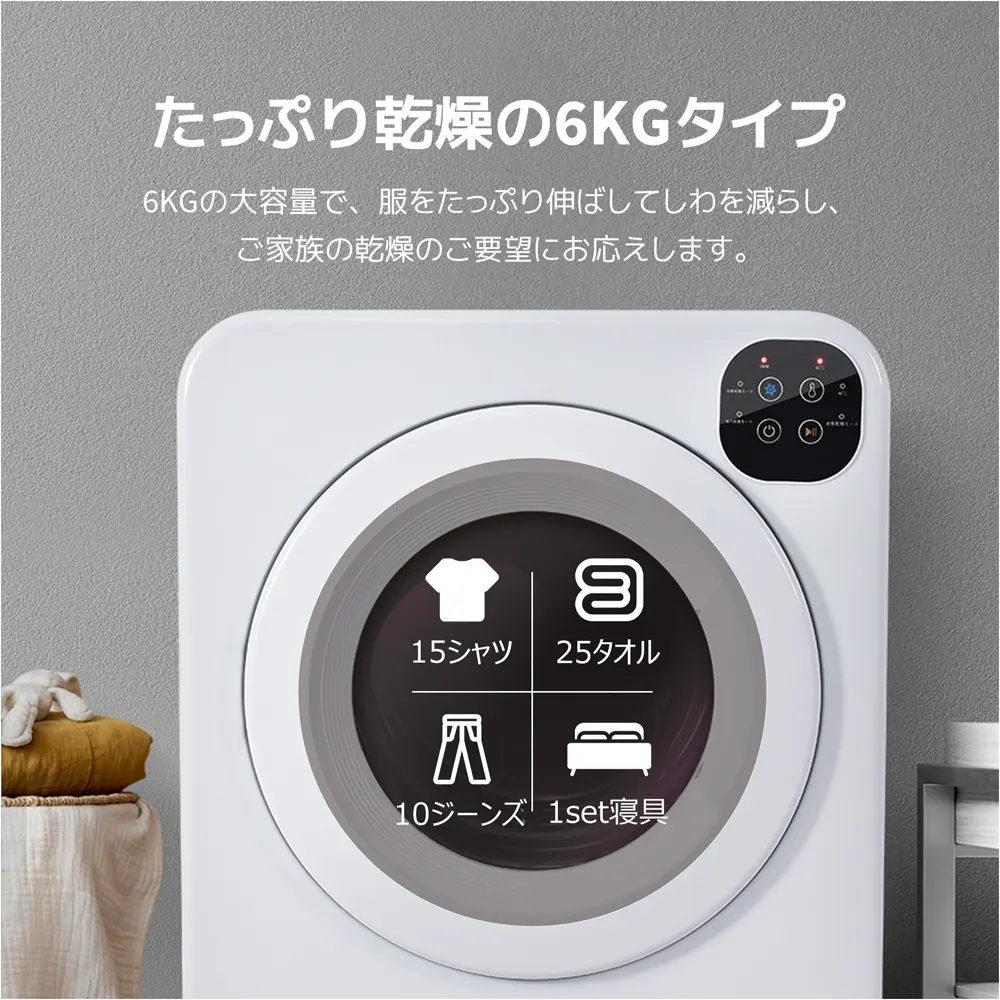 たっぷり乾燥の6KGタイプ
6KGの大容量で、服をたっぷり伸ばしてしわを減らし、
ご家族の乾燥のご要望にお応えします。
15シャツ
25タオル
10ジーンズ
1set寝具